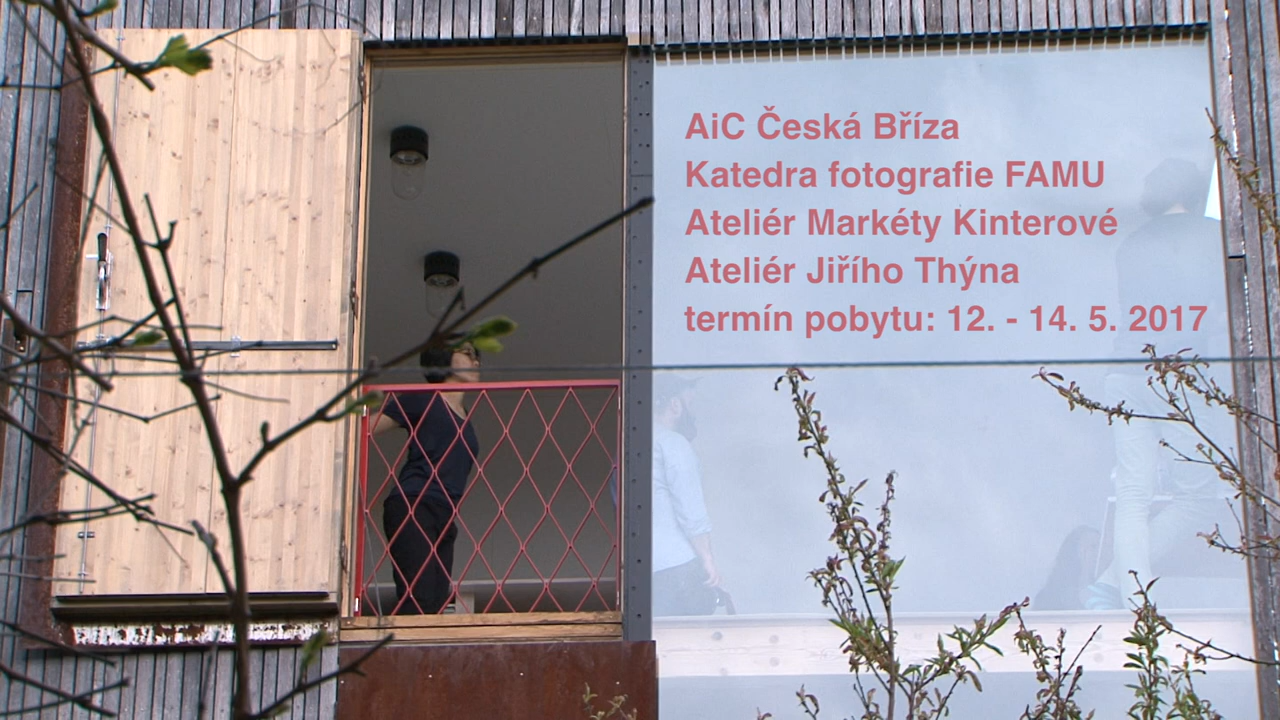 AiC Česká Bříza
Katedra fotografie FAMU
Ateliér Markéty Kinterové
Ateliér Jiřího Thýna
termín pobytu: 12. - 14. 5. 2017